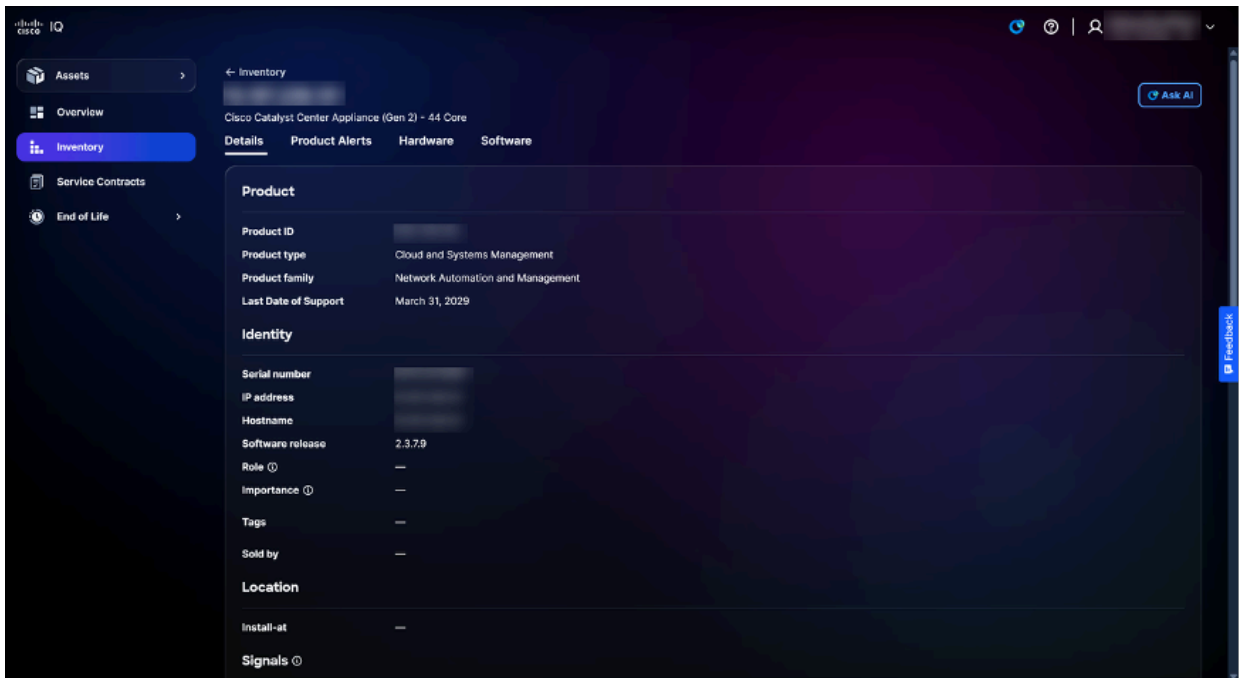 cisco IQ
Assets
Overview
Inventory
Service Contracts
End of Life
← Inventory
Cisco Catalyst Center Appliance (Gen 2) - 44 Core
Ask AI
Details Product Alerts Hardware Software
Product
Product ID
Product type Cloud and Systems Management
Product family Network Automation and Management
Last Date of Support March 31, 2029
Identity
Serial number
IP address
Hostname
Software release 2.3.7.9
Role —
Importance —
Tags —
Sold by —
Location
Install-at —
Signals
Feedback